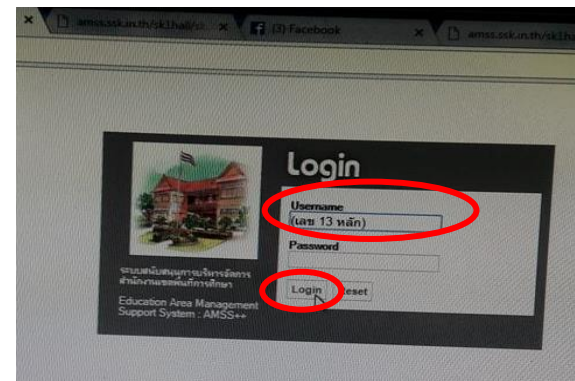 amss.ssk.in.th/sk1hall/
(3) Facebook
amss.ssk.in.th/sk1ha
Login
Username
(เลข 13 หลัก)
Password
Login
Reset
ระบบสนับสนุนการบริหารจัดการ
สำนักงานเขตพื้นที่การศึกษา
Education Area Management
Support System : AMSS++